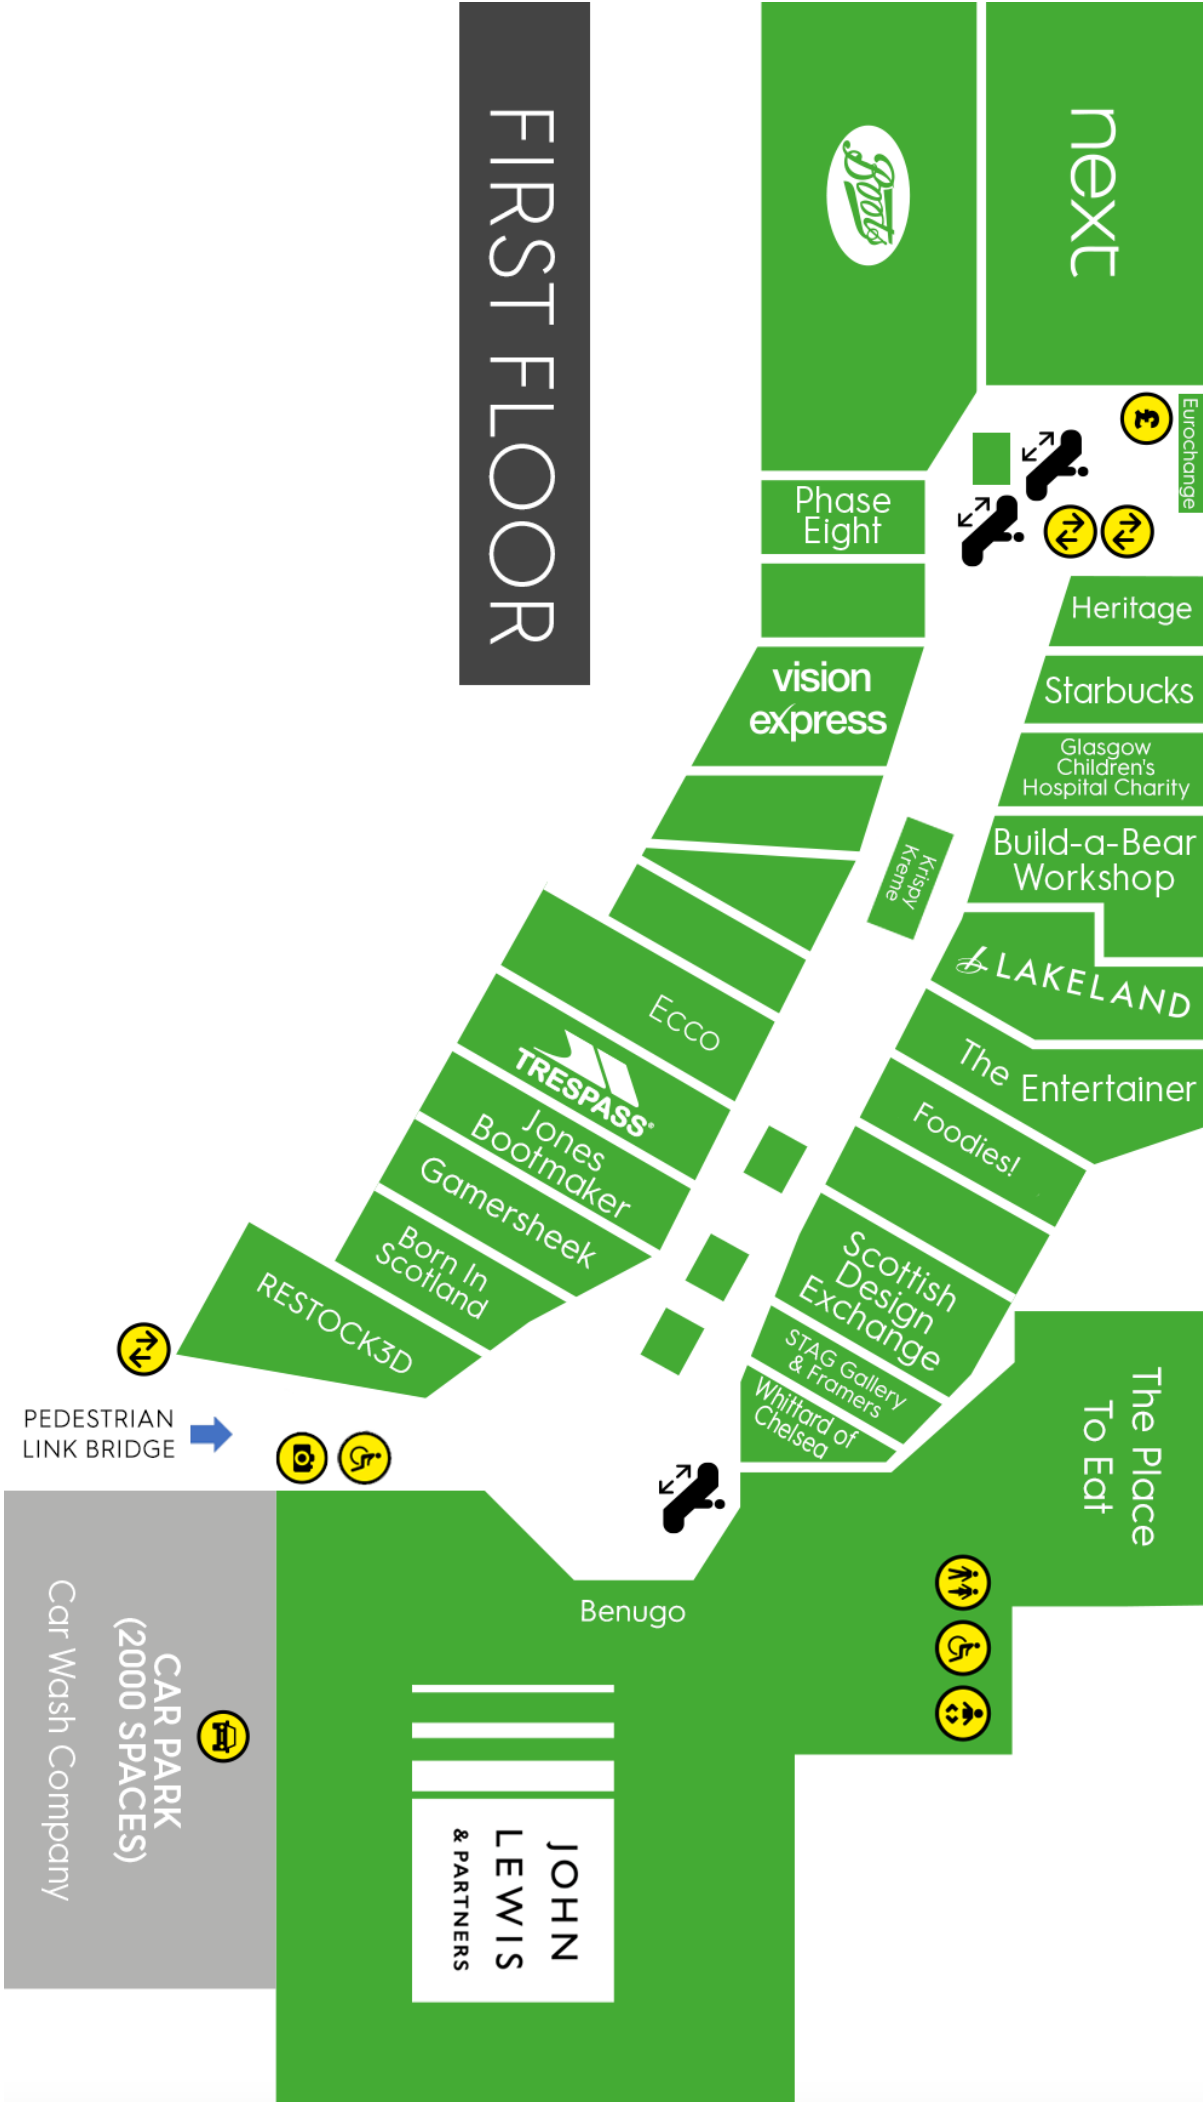 FIRST FLOOR
Boots
next
3
Eurochange
Phase
Eight
Heritage
Starbucks
vision
express
Glasgow
Children's
Hospital Charity
Krispy
Kreme
Build-a-Bear
Workshop
LAKELAND
Ecco
The Entertainer
TRESPASS
Foodies!
Jones
Bootmaker
Gamersheek
Born In
Scotland
RESTOCK3D
Scottish
Design
Exchange
STAG Gallery
& Framers
Whittard of
Chelsea
The Place
To Eat
PEDESTRIAN
LINK BRIDGE
Benugo
CAR PARK
(2000 SPACES)
Car Wash Company
JOHN
LEWIS
& PARTNERS